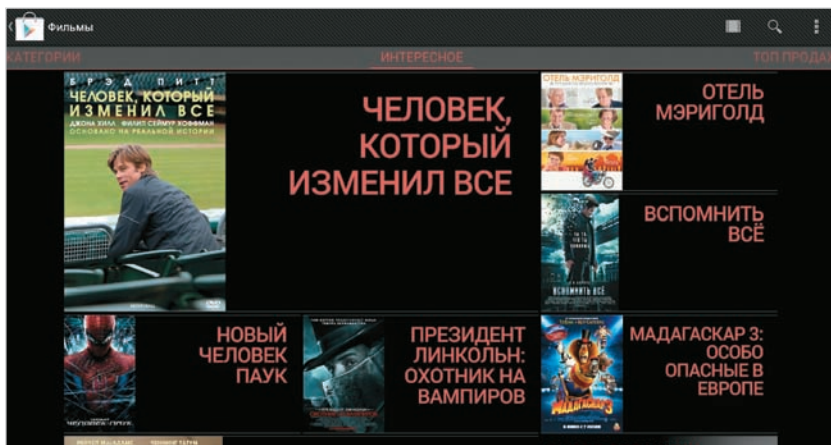 Фильмы
КАТЕГОРИИ
ИНТЕРЕСНОЕ
ТОП ПРОДАЖ
БРЭД ПИТТ
ЧЕЛОВЕК, КОТОРЫЙ
ИЗМЕНИЛ ВСЕ
ДЖОНА ХИЛЛ ФИЛИП СЕЙМУР ХОФФМАН
ОСНОВАНО НА РЕАЛЬНОЙ ИСТОРИИ
ЧЕЛОВЕК,
КОТОРЫЙ
ИЗМЕНИЛ ВСЕ
ОТЕЛЬ МЭРИГОЛД
ОТЕЛЬ
МЭРИГОЛД
ВСПОМНИТЬ ВСЁ
ВСПОМНИТЬ
ВСЁ
НОВЫЙ
ЧЕЛОВЕК
ПАУК
ПРЕЗИДЕНТ
ЛИНКОЛЬН:
ОХОТНИК НА
ВАМПИРОВ
МАДАГАСКАР 3
МАДАГАСКАР 3:
ОСОБО
ОПАСНЫЕ В
ЕВРОПЕ